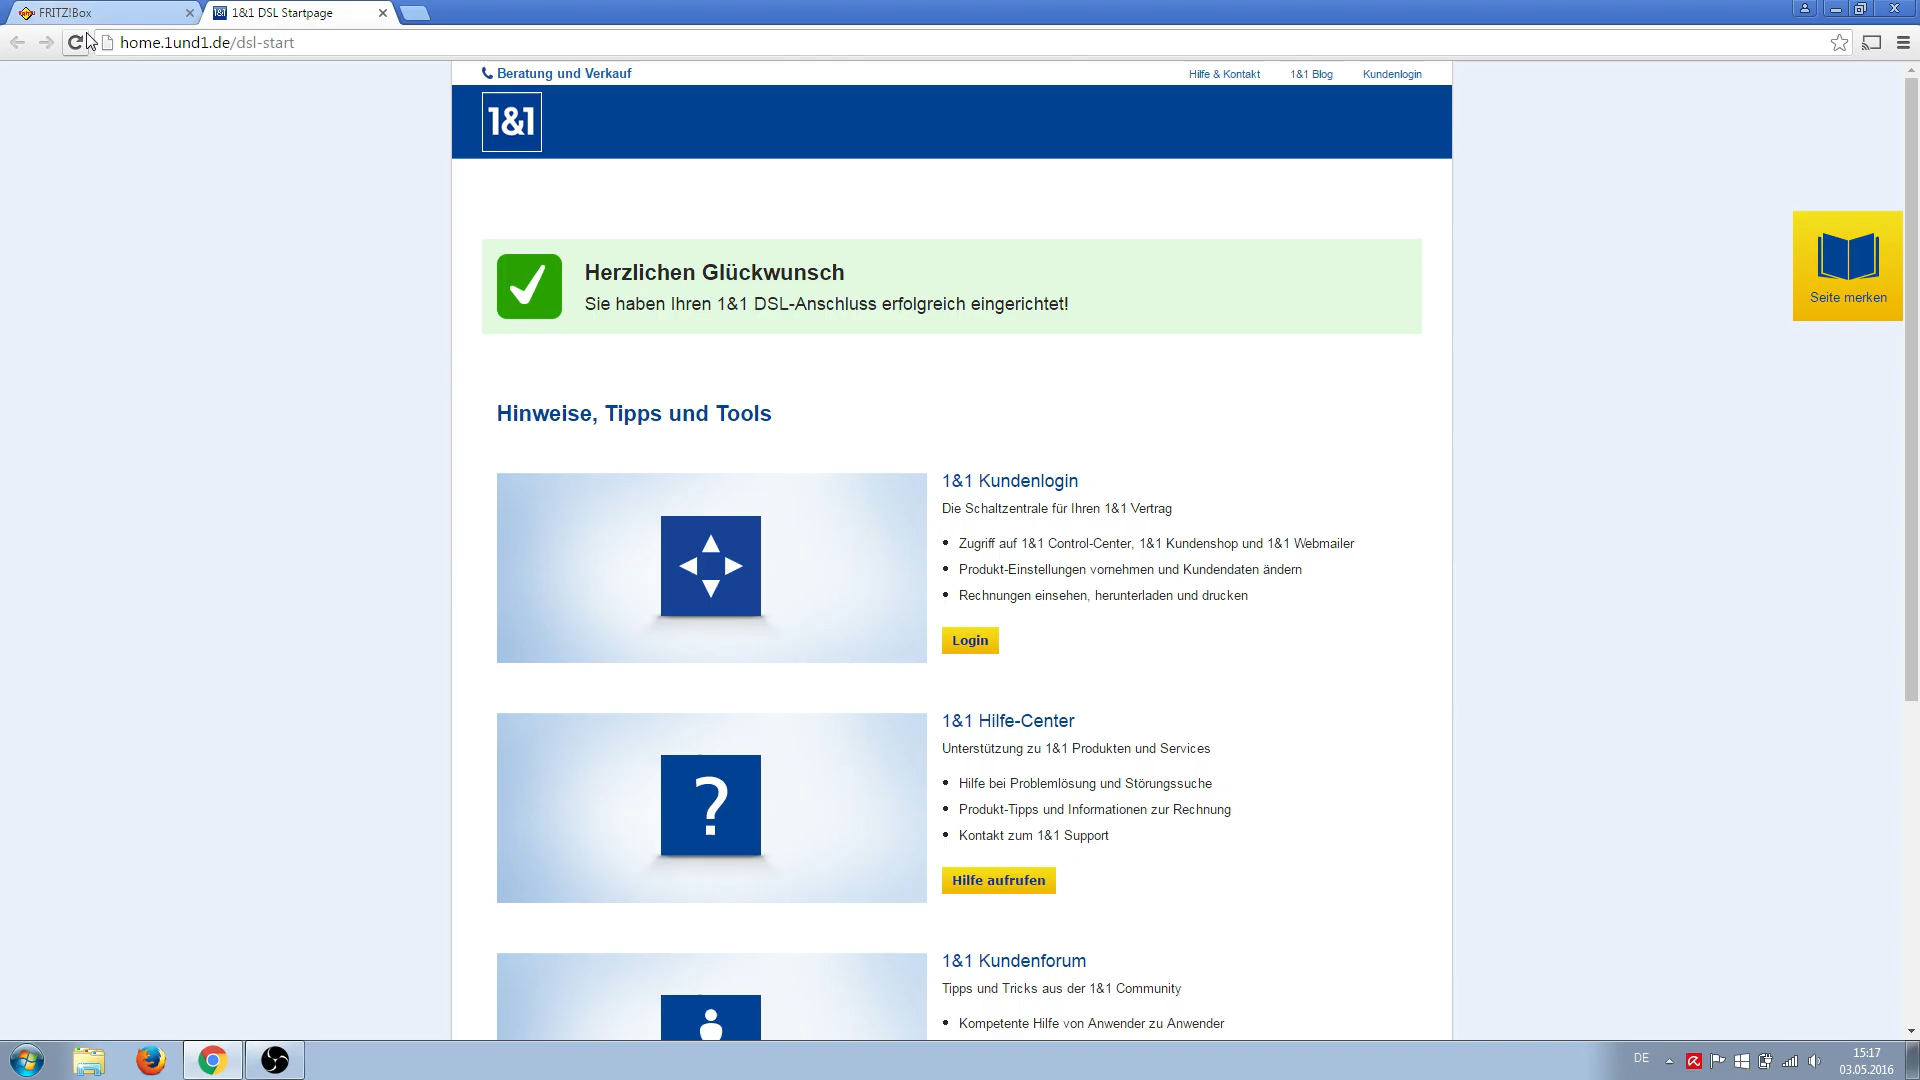 FRITZ!Box
1&1 DSL Startpage
home.1und1.de/dsl-start
Beratung und Verkauf
Hilfe & Kontakt
1&1 Blog
Kundenlogin
1&1
Herzlichen Glückwunsch
Sie haben Ihren 1&1 DSL-Anschluss erfolgreich eingerichtet!
Seite merken
Hinweise, Tipps und Tools
1&1 Kundenlogin
Die Schaltzentrale für Ihren 1&1 Vertrag
Zugriff auf 1&1 Control-Center, 1&1 Kundenshop und 1&1 Webmailer
Produkt-Einstellungen vornehmen und Kundendaten ändern
Rechnungen einsehen, herunterladen und drucken
Login
?
1&1 Hilfe-Center
Unterstützung zu 1&1 Produkten und Services
Hilfe bei Problemlösung und Störungssuche
Produkt-Tipps und Informationen zur Rechnung
Kontakt zum 1&1 Support
Hilfe aufrufen
1&1 Kundenforum
Tipps und Tricks aus der 1&1 Community
Kompetente Hilfe von Anwender zu Anwender
DE
15:17
03.05.2016